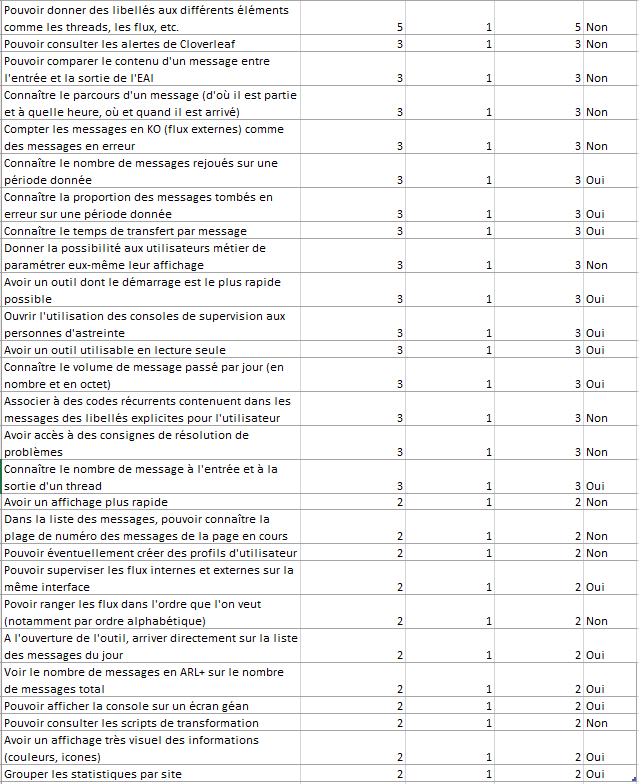 Pouvoir donner des libellés aux différents éléments
comme les threads, les flux, etc. 5 1 5 Non
Pouvoir consulter les alertes de Cloverleaf 3 1 3 Non
Pouvoir comparer le contenu d'un message entre
l'entrée et la sortie de l'EAI 3 1 3 Non
Connaître le parcours d'un message (d'où il est partie
et à quelle heure, où et quand il est arrivé) 3 1 3 Non
Compter les messages en KO (flux externes) comme
des messages en erreur 3 1 3 Non
Connaître le nombre de messages rejoués sur une
période donnée 3 1 3 Oui
Connaître la proportion des messages tombés en
erreur sur une période donnée 3 1 3 Oui
Connaître le temps de transfert par message 3 1 3 Oui
Donner la possibilité aux utilisateurs métier de
paramétrer eux-même leur affichage 3 1 3 Non
Avoir un outil dont le démarrage est le plus rapide
possible 3 1 3 Oui
Ouvrir l'utilisation des consoles de supervision aux
personnes d'astreinte 3 1 3 Oui
Avoir un outil utilisable en lecture seule 3 1 3 Oui
Connaître le volume de message passé par jour (en
nombre et en octet) 3 1 3 Oui
Associer à des codes récurrents contenuent dans les
messages des libellés explicites pour l'utilisateur 3 1 3 Non
Avoir accès à des consignes de résolution de
problèmes 3 1 3 Non
Connaître le nombre de message à l'entrée et à la
sortie d'un thread 3 1 3 Oui
Avoir un affichage plus rapide 2 1 2 Non
Dans la liste des messages, pouvoir connaître la
plage de numéro des messages de la page en cours 2 1 2 Non
Pouvoir éventuellement créer des profils d'utilisateur 2 1 2 Non
Pouvoir superviser les flux internes et externes sur la
même interface 2 1 2 Oui
Povoir ranger les flux dans l'ordre que l'on veut
(notamment par ordre alphabétique) 2 1 2 Non
A l'ouverture de l'outil, arriver directement sur la liste
des messages du jour 2 1 2 Oui
Voir le nombre de messages en ARL+ sur le nombre
de messages total 2 1 2 Oui
Pouvoir afficher la console sur un écran géan 2 1 2 Oui
Pouvoir consulter les scripts de transformation 2 1 2 Non
Avoir un affichage très visuel des informations
(couleurs, icones) 2 1 2 Oui
Grouper les statistiques par site 2 1 2 Oui